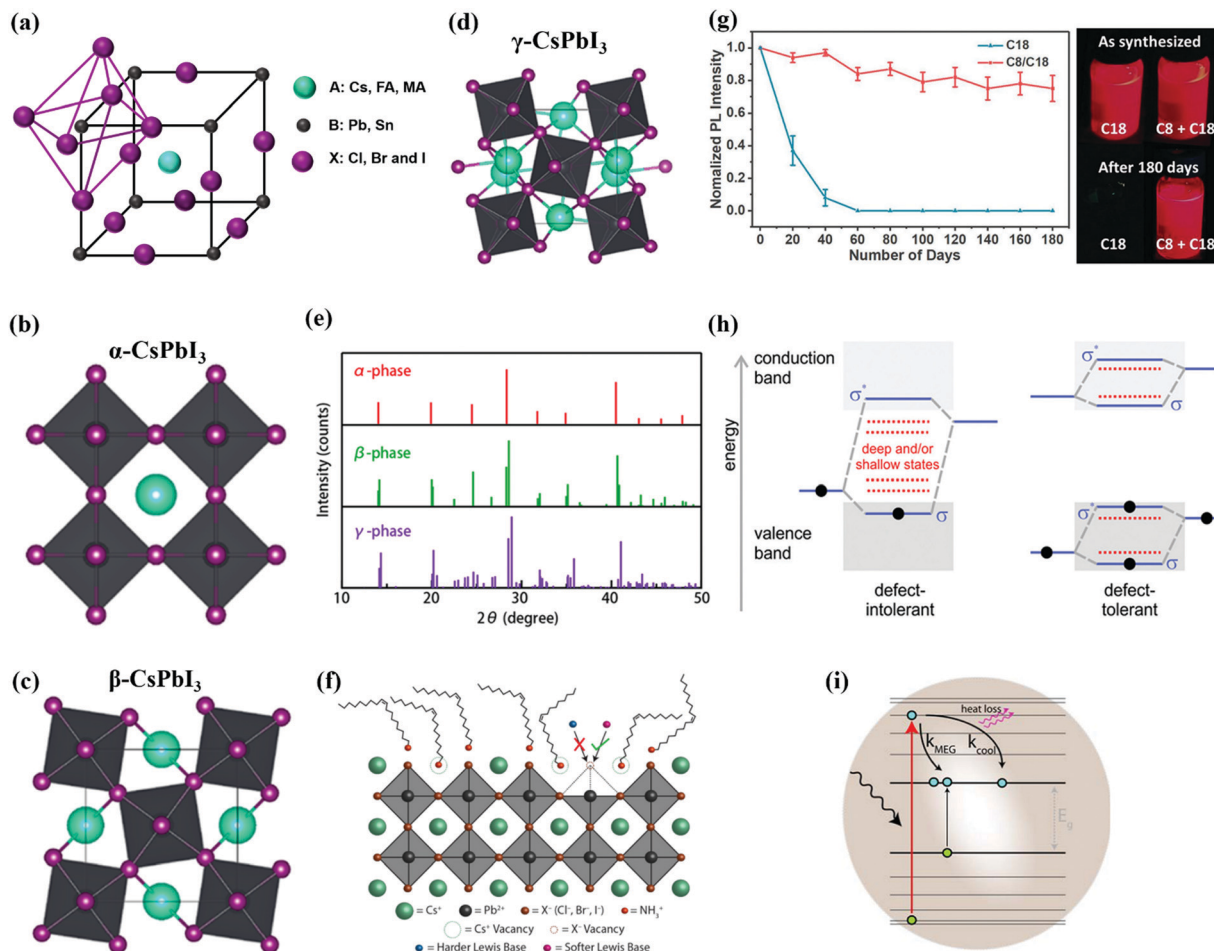 (a)
A: Cs, FA, MA
B: Pb, Sn
X: Cl, Br and I
(b)
α-CsPbI₃
(c)
β-CsPbI₃
(d)
γ-CsPbI₃
(e)
Intensity (counts)
α-phase
β-phase
γ-phase
10 20 30 40 50
2θ (degree)
(f)
X
= Cs⁺ = Pb²⁺ = X⁻ (Cl⁻, Br⁻, I⁻) = NH₃⁺
= Cs⁺ Vacancy = X⁻ Vacancy
= Harder Lewis Base = Softer Lewis Base
(g)
Nomalized PL Intensity
1.0
0.8
0.6
0.4
0.2
0.0
C18
C8/C18
0 20 40 60 80 100 120 140 160 180
Number of Days
As synthesized
C18 C8 + C18
After 180 days
C18 C8 + C18
(h)
energy
conduction
band
valence
band
σ*
deep and/or
shallow states
σ
defect-
intolerant
σ*
σ
σ*
σ
defect-
tolerant
(i)
heat loss
kMEG
kcool
Eg